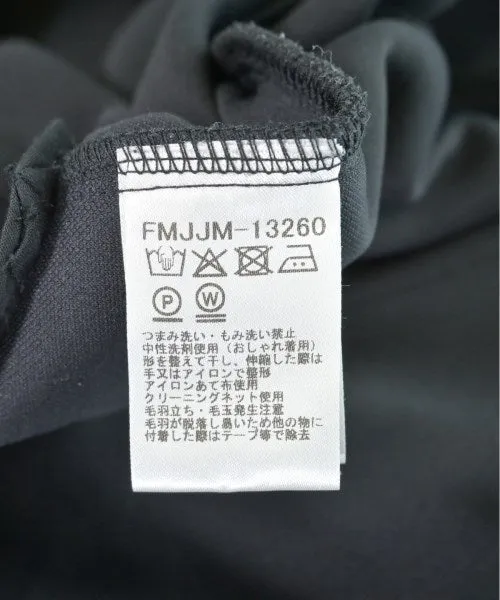 FMJJM-13260
P W
つまみ洗い・もみ洗い禁止
中性洗剤使用(おしゃれ着用)
形を整えて干し、伸縮した際は
手又はアイロンで整形
アイロンあて布使用
クリーニングネット使用
毛羽立ち・毛玉発生注意
毛羽が脱落し易いため他の物に
付着した際はテープ等で除去